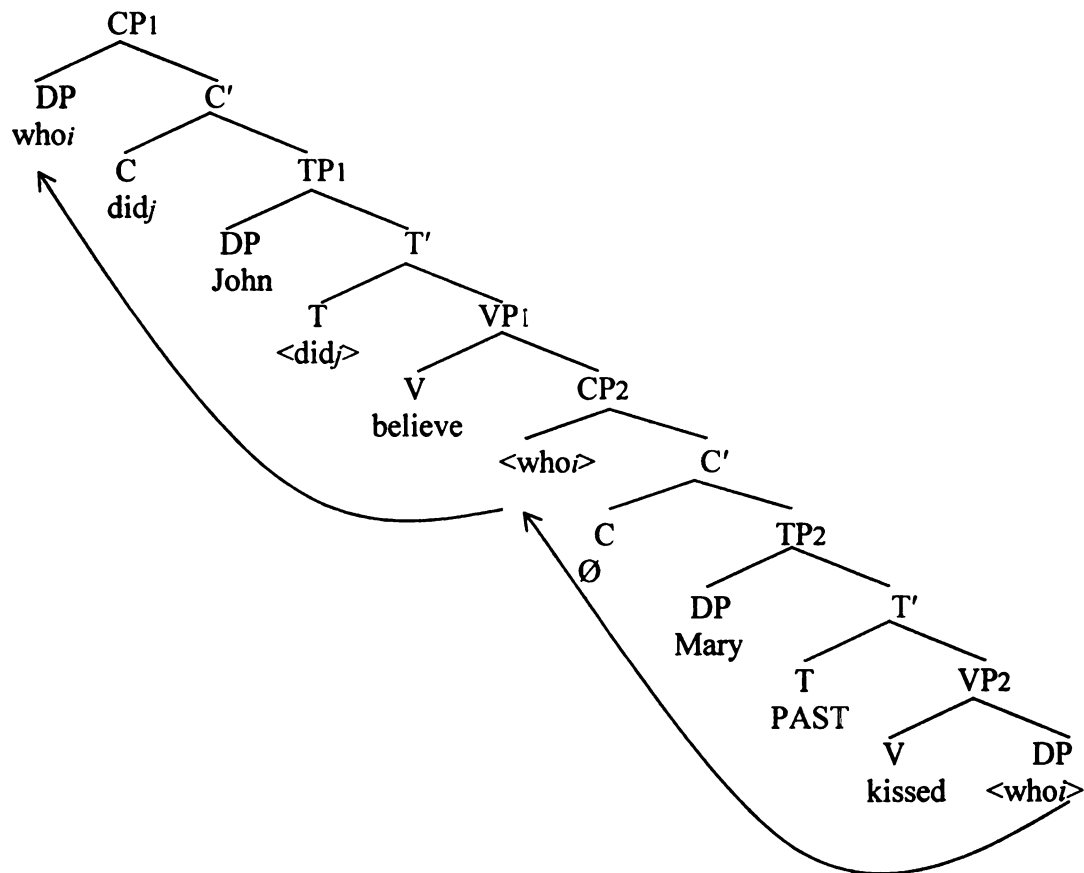 CP1
DP C′
whoi
C TP1
didj
DP T′
John
T VP1
<didj>
V CP2
believe
<whoi> C′
C TP2
Ø
DP T′
Mary
T VP2
PAST
V DP
kissed <whoi>